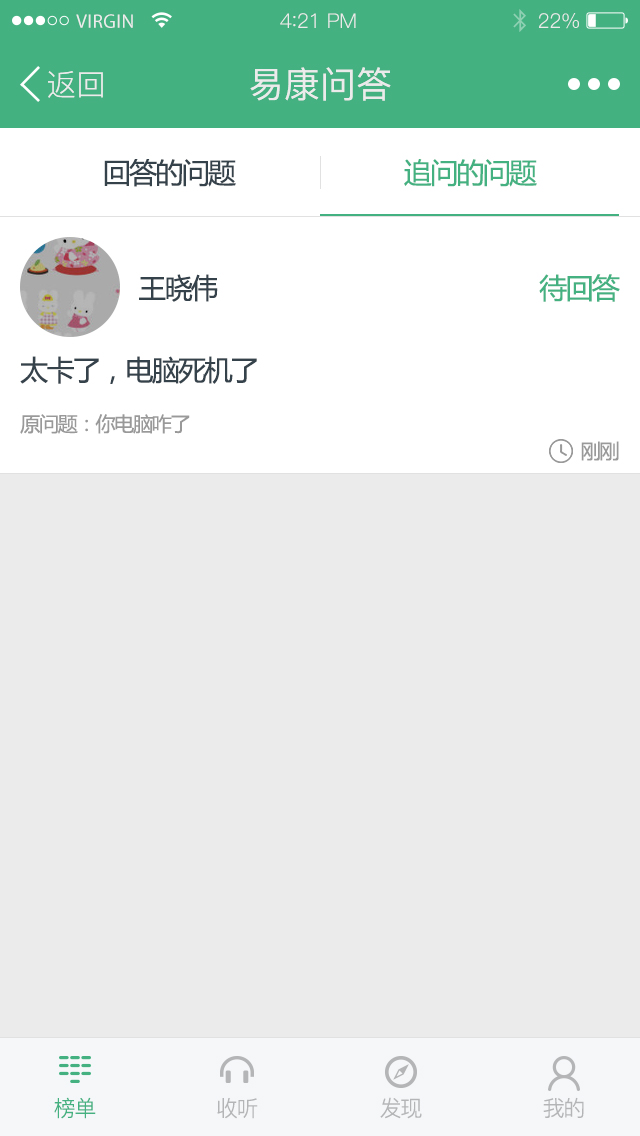 VIRGIN 4:21 PM 22%
返回 易康问答
回答的问题 追问的问题
王晓伟 待回答
太卡了，电脑死机了
原问题：你电脑咋了
刚刚
榜单 收听 发现 我的